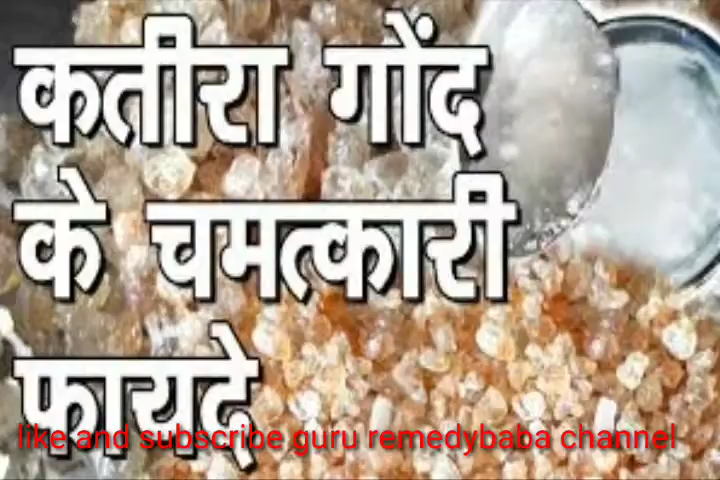 कतीरा गोंद
के चमत्कारी
फायदे
like and subscribe guru remedybaba channel